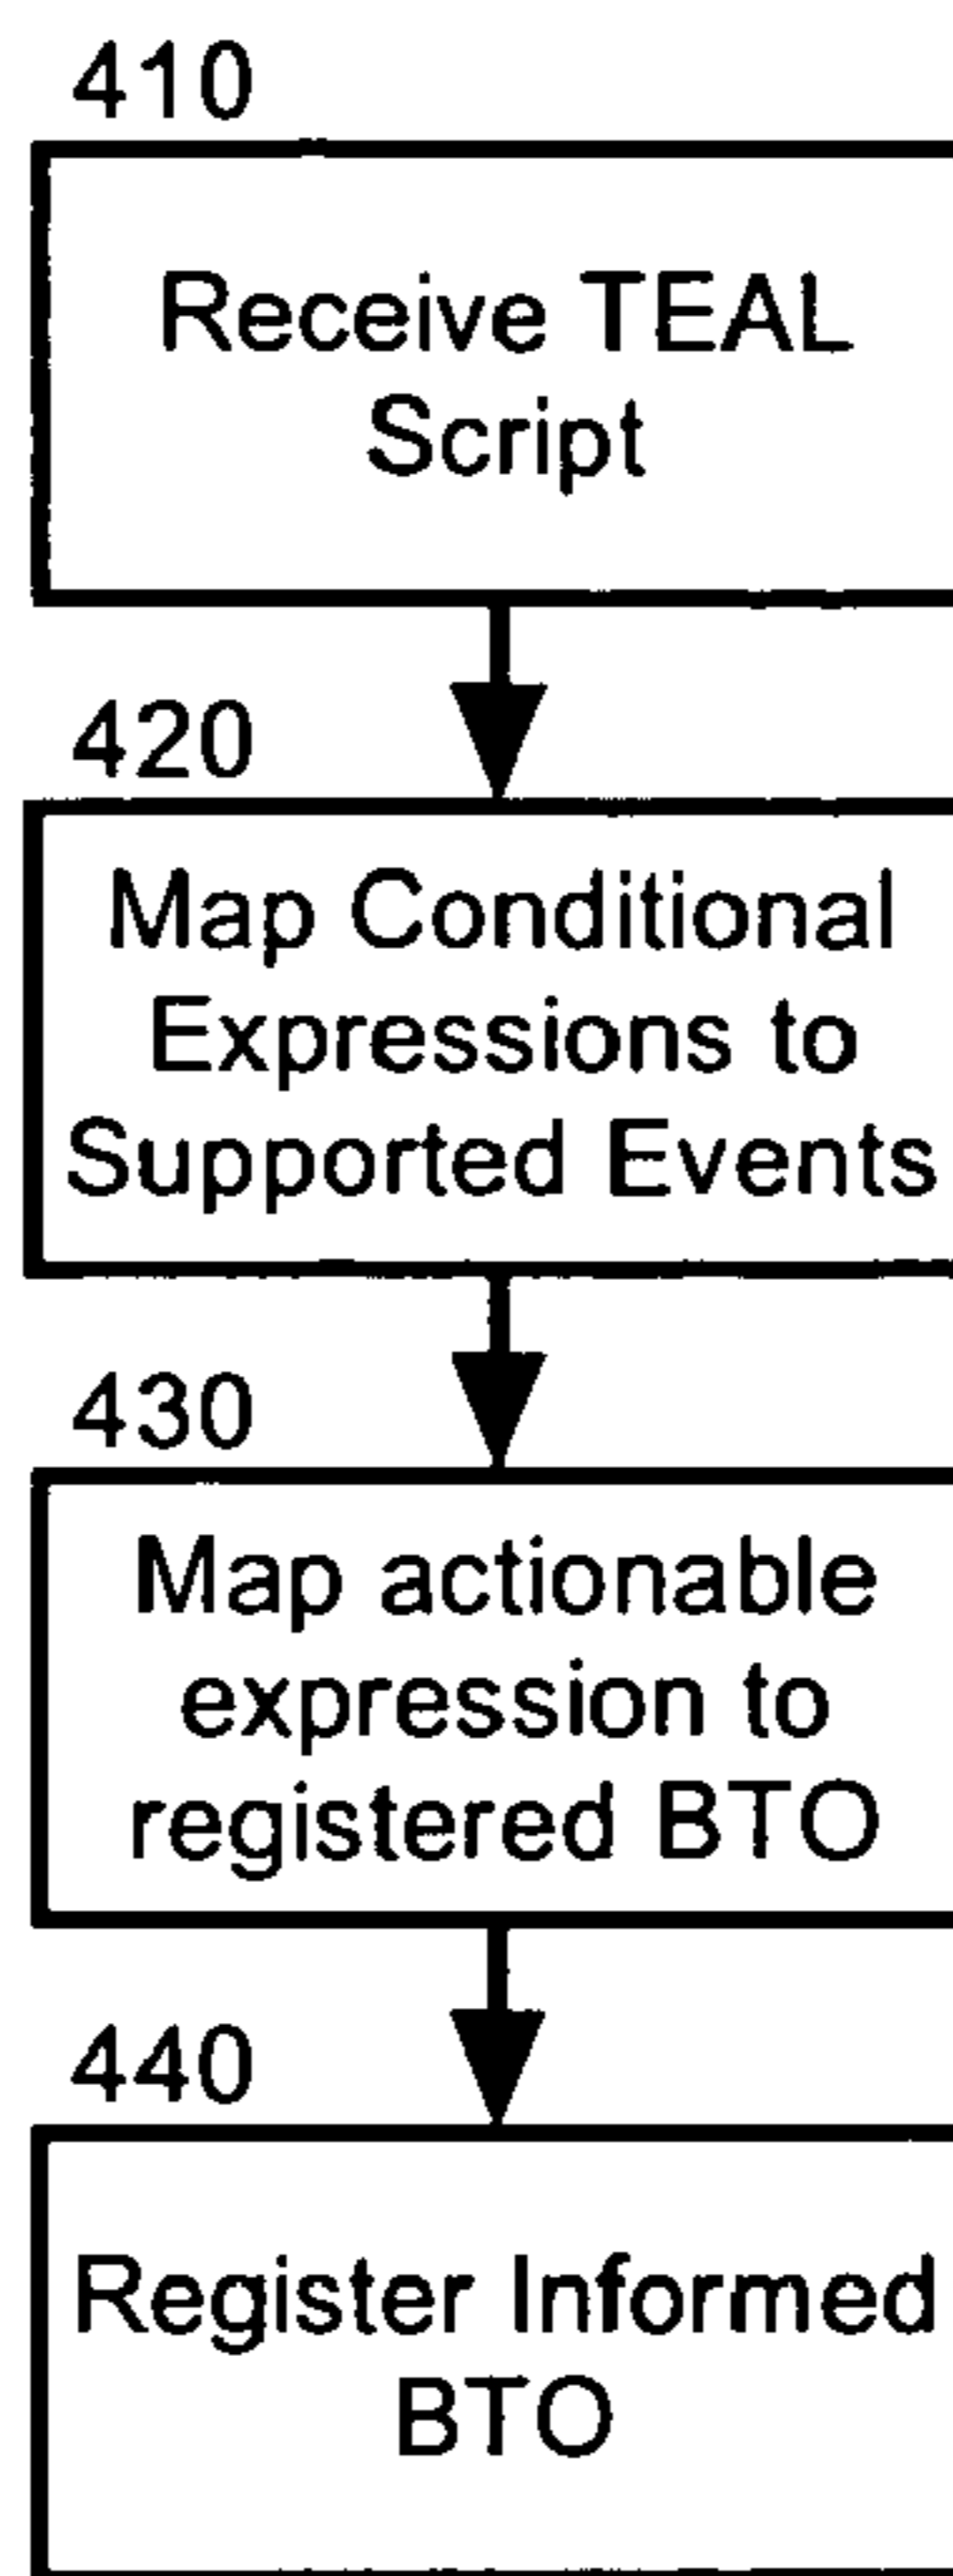 410
Receive TEAL
Script
420
Map Conditional
Expressions to
Supported Events
430
Map actionable
expression to
registered BTO
440
Register Informed
BTO